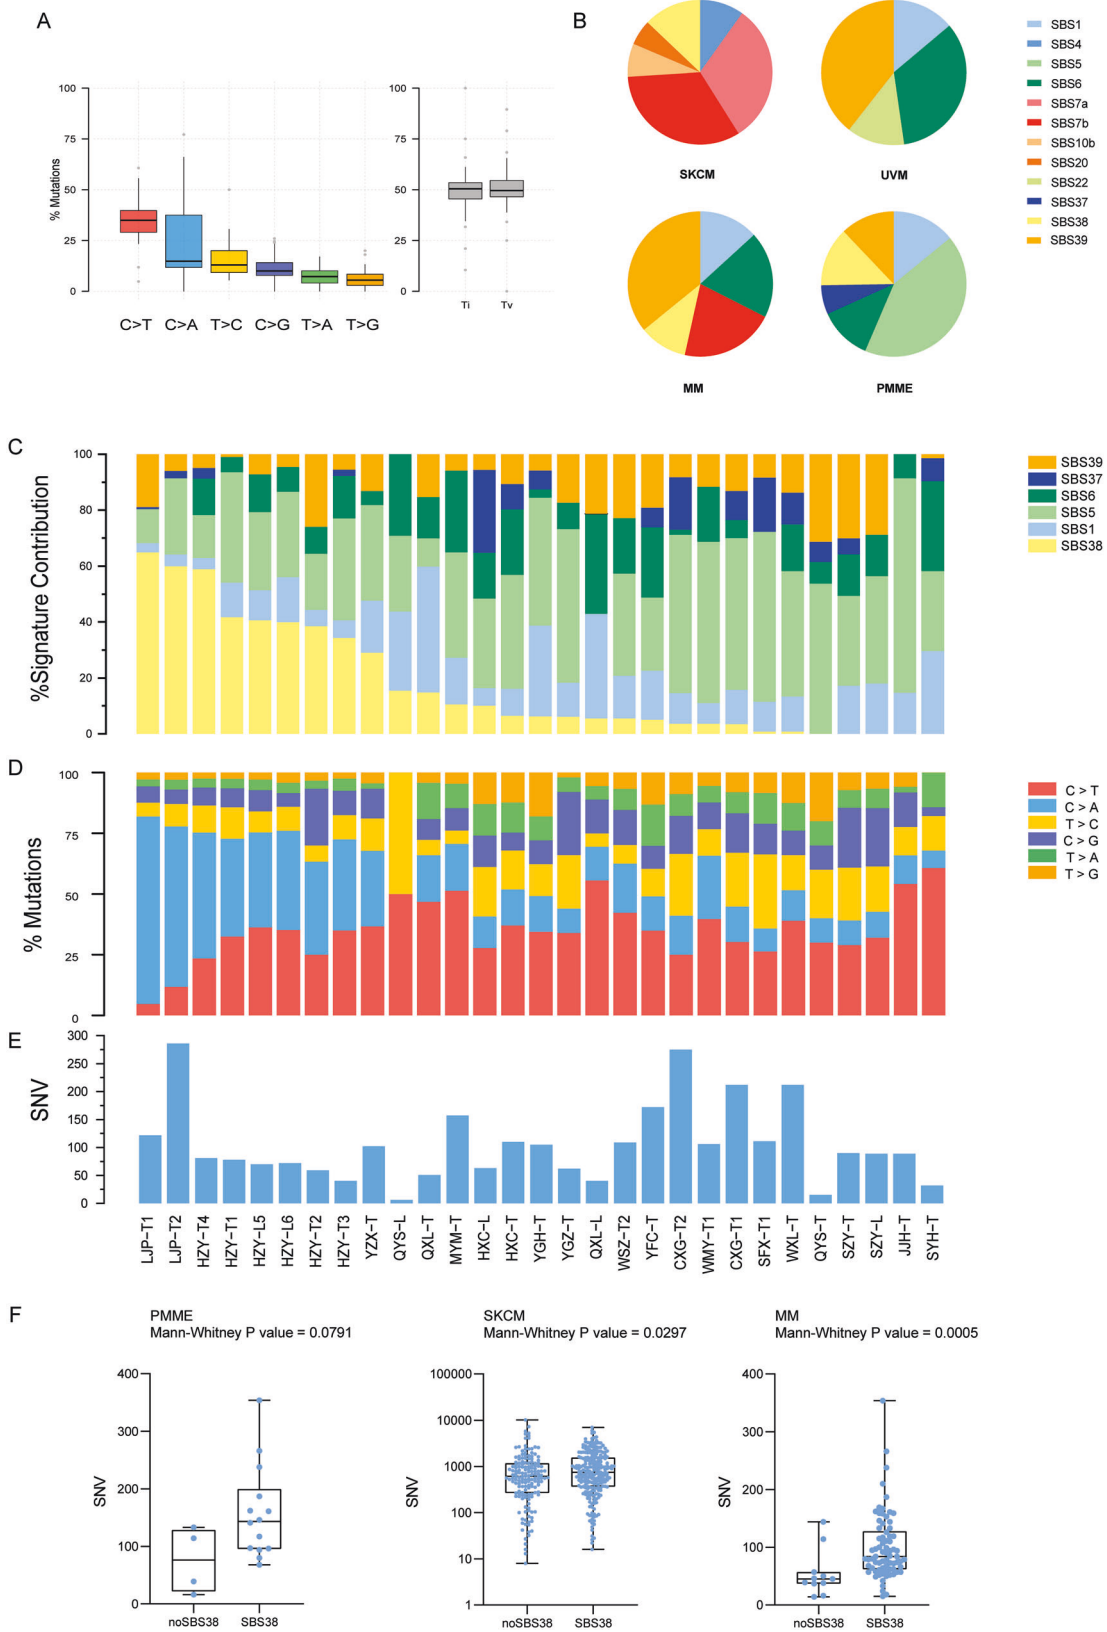 A
100
75
50
25
0
% Mutations
C>T C>A T>C C>G T>A T>G
100
75
50
25
0
Ti Tv
B
SKCM
UVM
MM
PMME
SBS1
SBS4
SBS5
SBS6
SBS7a
SBS7b
SBS10b
SBS20
SBS22
SBS37
SBS38
SBS39
C
%Signature Contribution
100
80
60
40
20
0
SBS39
SBS37
SBS6
SBS5
SBS1
SBS38
D
% Mutations
100
75
50
25
0
C > T
C > A
T > C
C > G
T > A
T > G
E
SNV
300
250
200
150
100
50
0
LJP-T1
LJP-T2
HZY-T4
HZY-T1
HZY-L5
HZY-L6
HZY-T2
HZY-T3
YZX-T
QYS-L
QXL-T
MYM-T
HXC-L
HXC-T
YGH-T
YGZ-T
QXL-L
WSZ-T2
YFC-T
CXG-T2
WMY-T1
CXG-T1
SFX-T1
WXL-T
QYS-T
SZY-T
SZY-L
JJH-T
SYH-T
F
PMME
Mann-Whitney P value = 0.0791
SNV
400
300
200
100
0
noSBS38 SBS38
SKCM
Mann-Whitney P value = 0.0297
SNV
100000
10000
1000
100
10
1
noSBS38 SBS38
MM
Mann-Whitney P value = 0.0005
SNV
400
300
200
100
0
noSBS38 SBS38